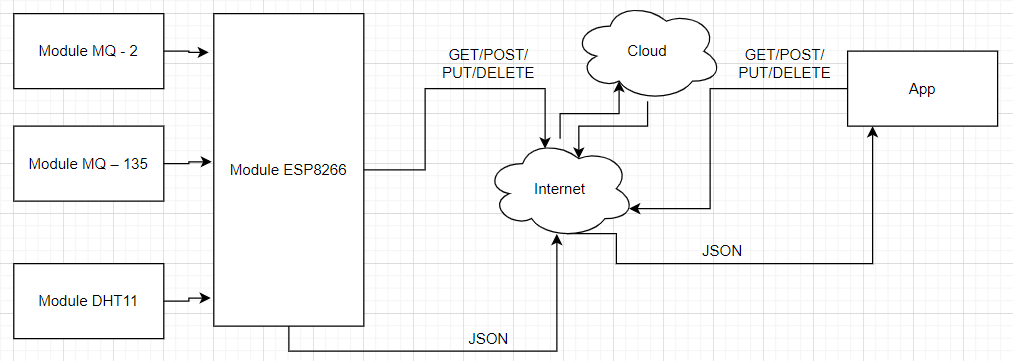 Module MQ - 2
Module MQ – 135
Module DHT11
Module ESP8266
GET/POST/
PUT/DELETE
JSON
Cloud
Internet
GET/POST/
PUT/DELETE
App
JSON